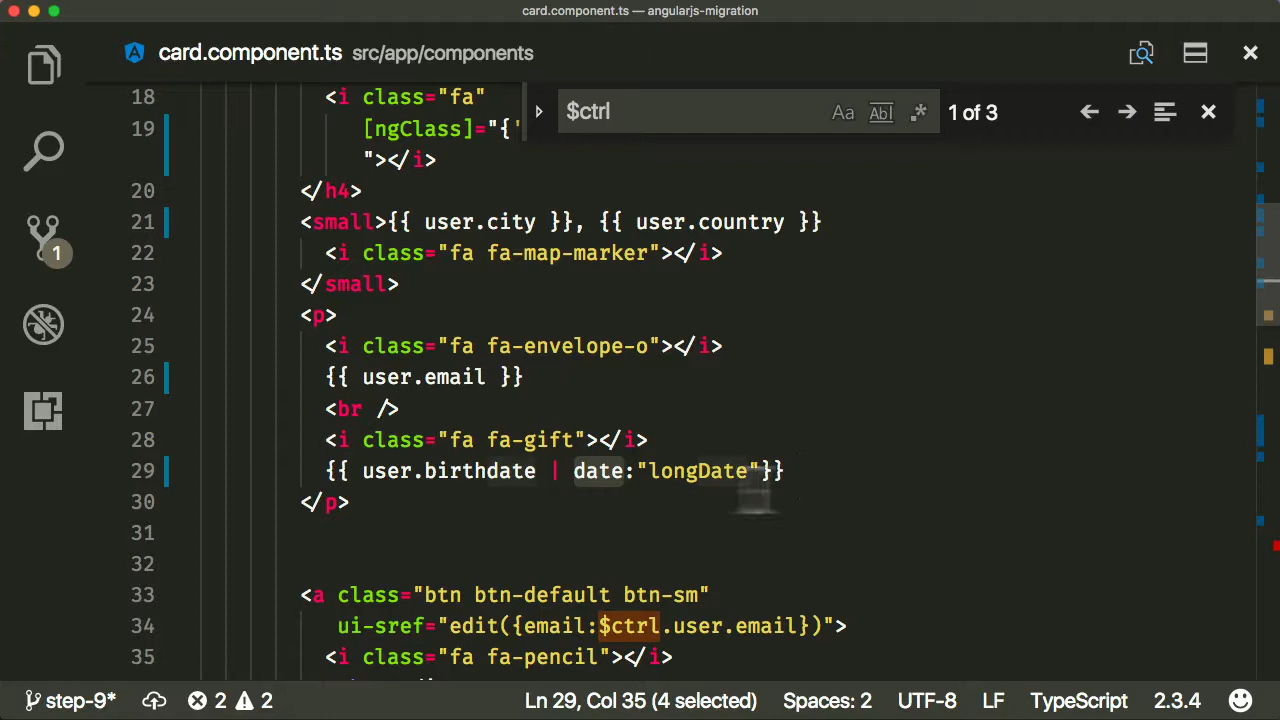 card.component.ts — angularjs-migration
card.component.ts src/app/components
$ctrl Aa Abl .* 1 of 3
18 <i class="fa"
19 [ngClass]="{'
"></i>
20 </h4>
21 <small>{{ user.city }}, {{ user.country }}
22 <i class="fa fa-map-marker"></i>
23 </small>
24 <p>
25 <i class="fa fa-envelope-o"></i>
26 {{ user.email }}
27 <br />
28 <i class="fa fa-gift"></i>
29 {{ user.birthdate | date:"longDate"}}
30 </p>
31
32
33 <a class="btn btn-default btn-sm"
34 ui-sref="edit({email:$ctrl.user.email})">
35 <i class="fa fa-pencil"></i>
1
step-9* 2 2 Ln 29, Col 35 (4 selected) Spaces: 2 UTF-8 LF TypeScript 2.3.4